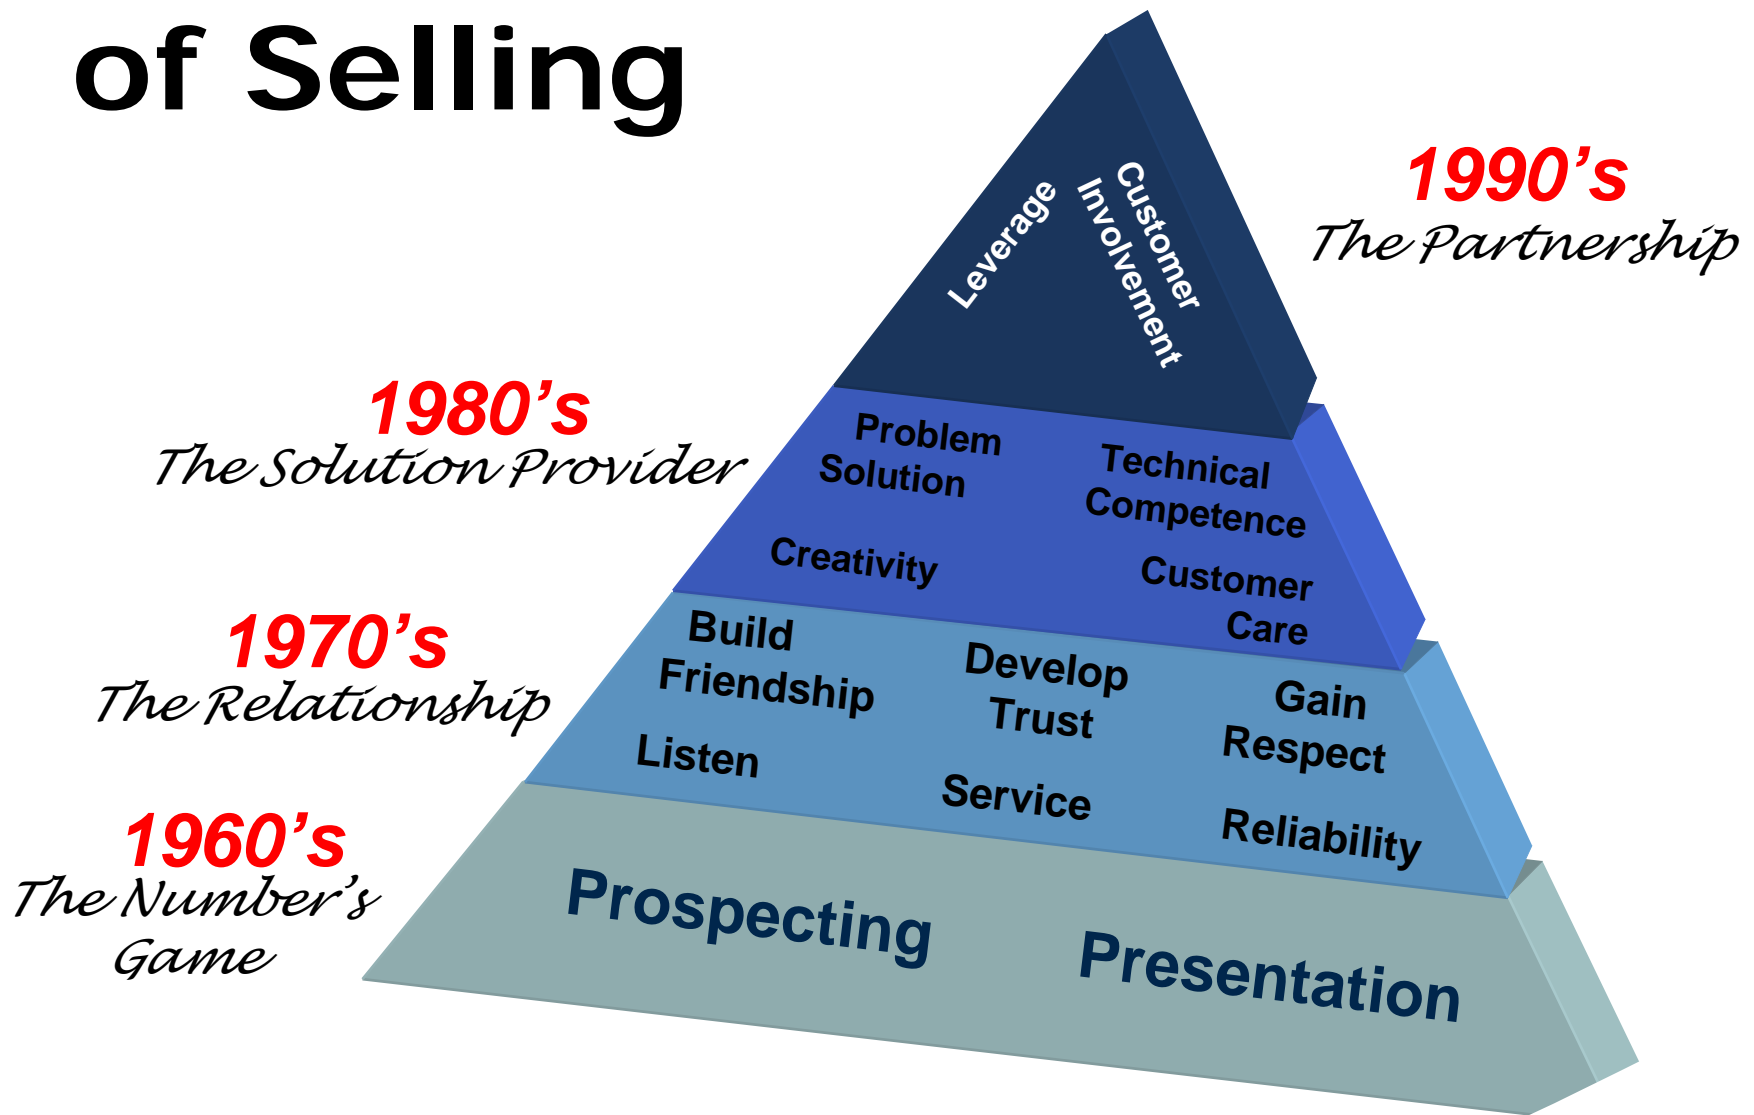 of Selling
1990's
The Partnership
Leverage
Customer
Involvement
1980's
The Solution Provider
Problem
Solution
Technical
Competence
Creativity
Customer
Care
1970's
The Relationship
Build
Friendship
Develop
Trust
Gain
Respect
Listen
Service
Reliability
1960's
The Number's
Game
Prospecting
Presentation